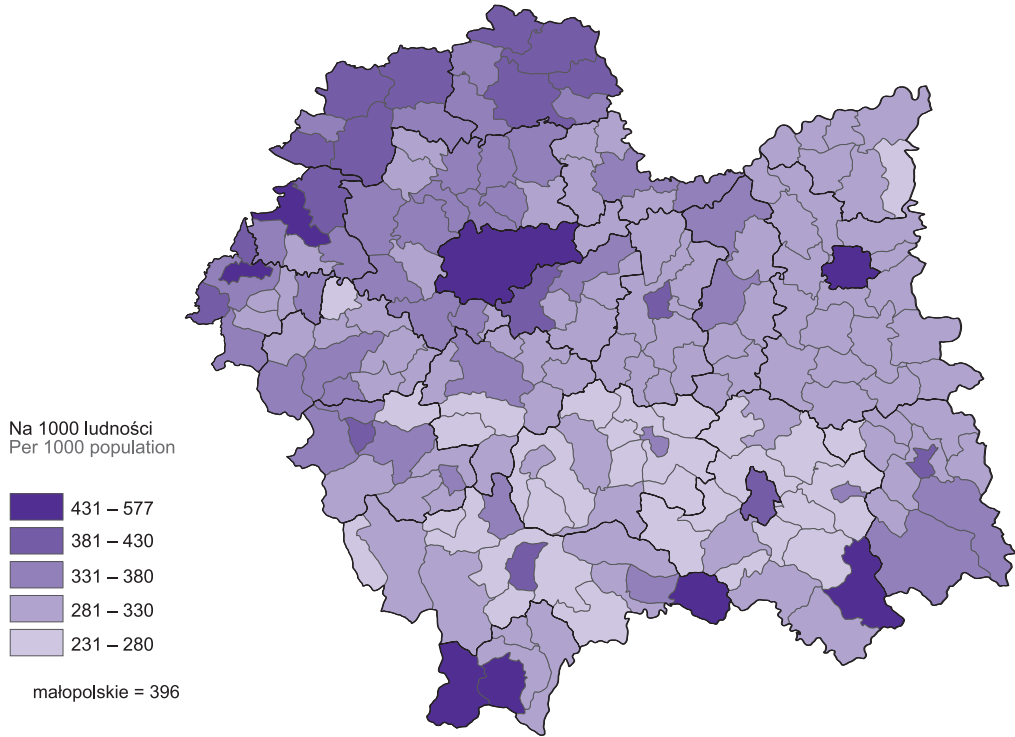 Na 1000 ludności
Per 1000 population
431 – 577
381 – 430
331 – 380
281 – 330
231 – 280
małopolskie = 396